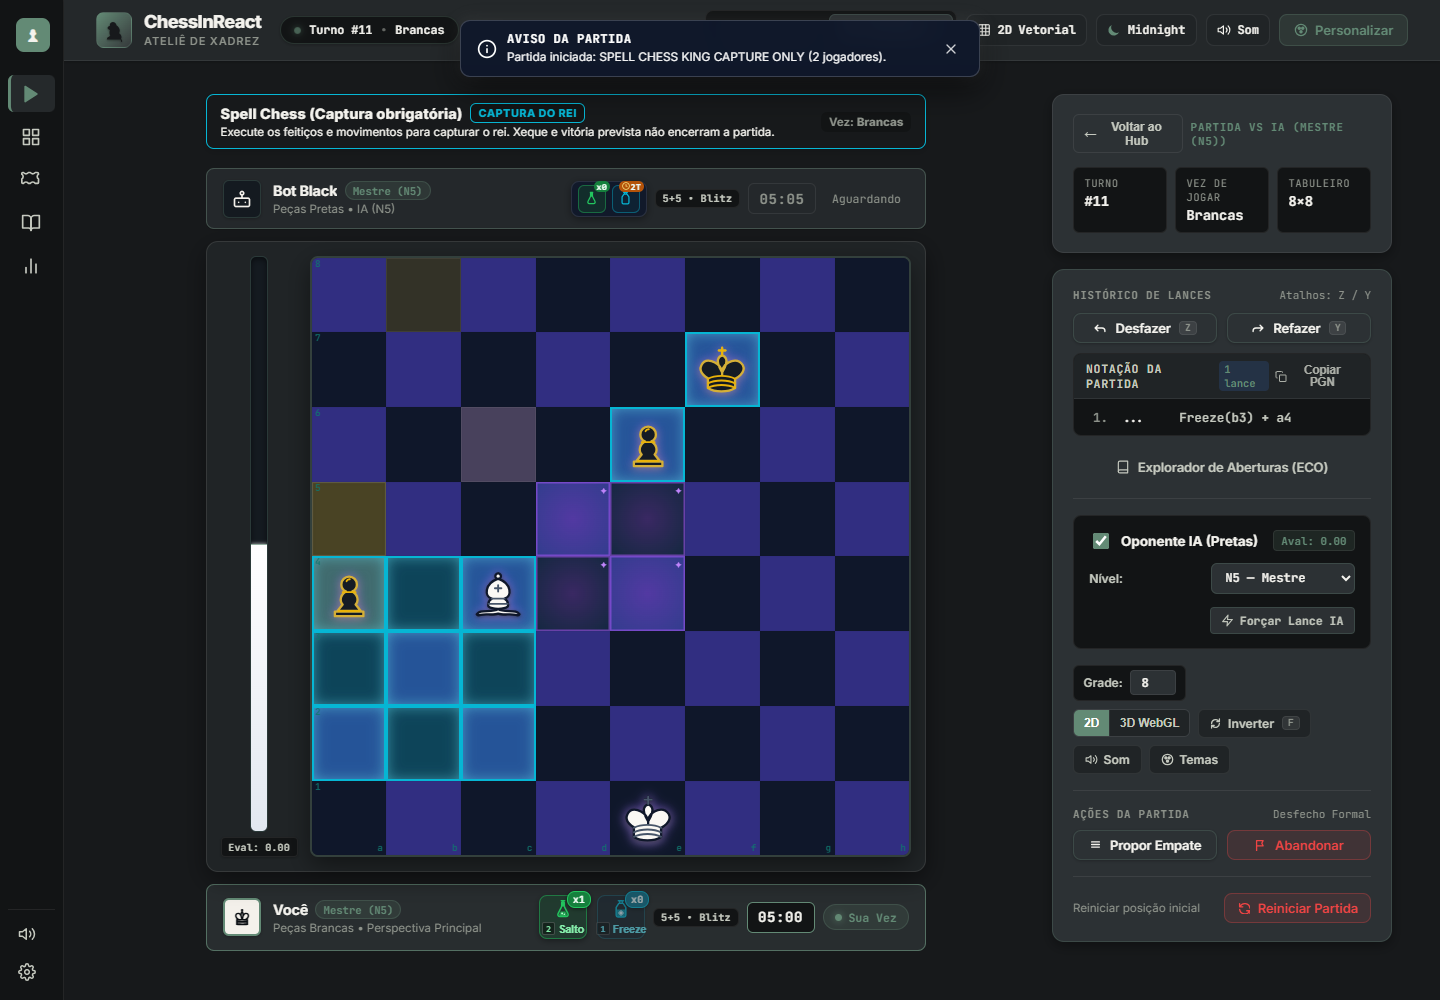 ChessInReact
ATELIÊ DE XADREZ
Turno #11 • Brancas
AVISO DA PARTIDA
Partida iniciada: SPELL CHESS KING CAPTURE ONLY (2 jogadores).
2D Vetorial
Midnight
Som
Personalizar
Spell Chess (Captura obrigatória)
CAPTURA DO REI
Execute os feitiços e movimentos para capturar o rei. Xeque e vitória prevista não encerram a partida.
Vez: Brancas
Bot Black
Mestre (N5)
Peças Pretas • IA (N5)
x0
2T
5+5 • Blitz
05:05
Aguardando
8
7
6
5
4
2
1
a
b
c
d
e
f
g
h
Eval: 0.00
Você
Mestre (N5)
Peças Brancas • Perspectiva Principal
x1
2 Salto
x0
1 Freeze
5+5 • Blitz
05:00
Sua Vez
← Voltar ao Hub
PARTIDA VS IA (MESTRE (N5))
TURNO
#11
VEZ DE JOGAR
Brancas
TABULEIRO
8×8
HISTÓRICO DE LANCES
Atalhos: Z / Y
Desfazer Z
Refazer Y
NOTAÇÃO DA PARTIDA
1 lance
Copiar PGN
1. ... Freeze(b3) + a4
Explorador de Aberturas (ECO)
Oponente IA (Pretas)
Aval: 0.00
Nível:
N5 — Mestre
Forçar Lance IA
Grade: 8
2D
3D WebGL
Inverter F
Som
Temas
AÇÕES DA PARTIDA
Desfecho Formal
Propor Empate
Abandonar
Reiniciar posição inicial
Reiniciar Partida